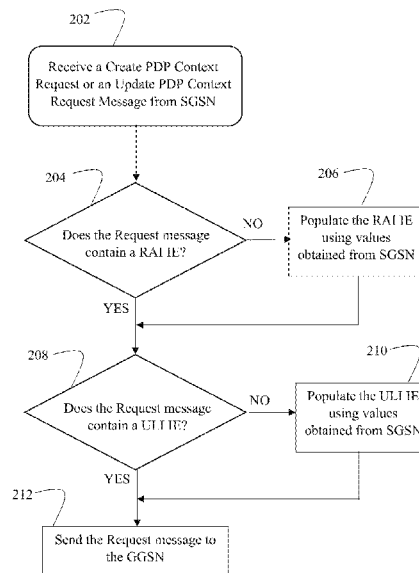 202
Receive a Create PDP Context
Request or an Update PDP Context
Request Message from SGSN
204
206
Does the Request message
contain a RAI IE?
NO
Populate the RAI IE
using values
obtained from SGSN
YES
208
210
Does the Request message
contain a ULI IE?
NO
Populate the ULI IE
using values
obtained from SGSN
YES
212
Send the Request message to
the GGSN